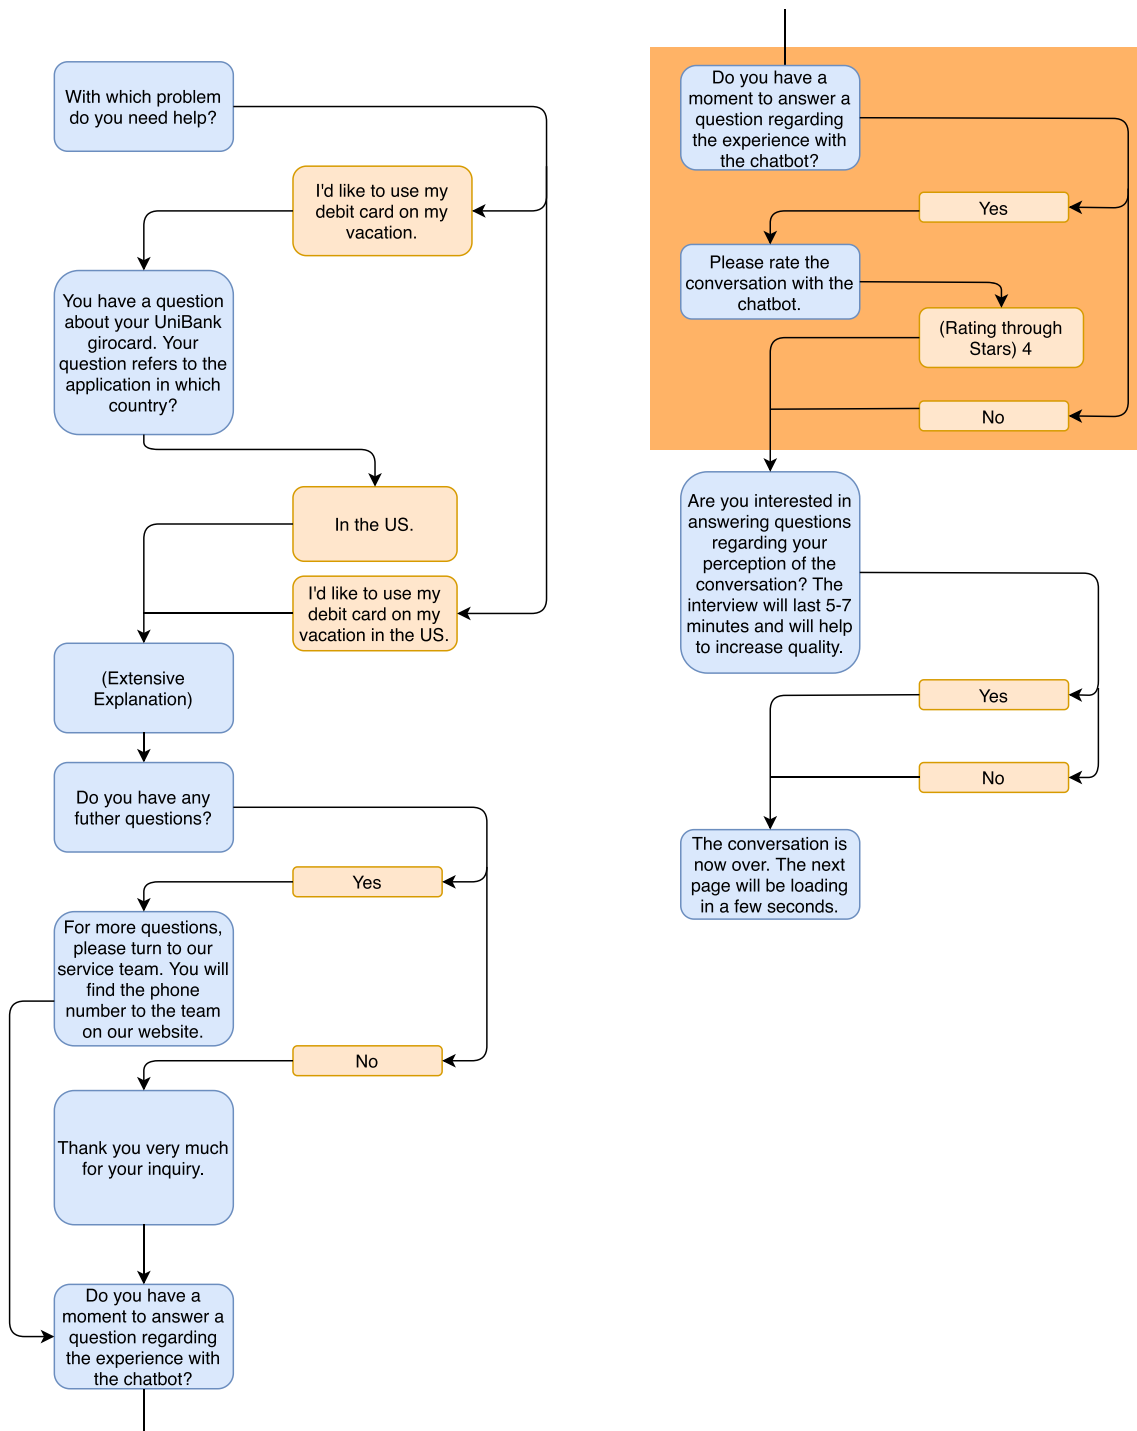 With which problem
do you need help?
I'd like to use my
debit card on my
vacation.
You have a question
about your UniBank
girocard. Your
question refers to the
application in which
country?
In the US.
I'd like to use my
debit card on my
vacation in the US.
(Extensive
Explanation)
Do you have any
futher questions?
Yes
For more questions,
please turn to our
service team. You will
find the phone
number to the team
on our website.
No
Thank you very much
for your inquiry.
Do you have a
moment to answer a
question regarding
the experience with
the chatbot?
Do you have a
moment to answer a
question regarding
the experience with
the chatbot?
Yes
Please rate the
conversation with the
chatbot.
(Rating through
Stars) 4
No
Are you interested in
answering questions
regarding your
perception of the
conversation? The
interview will last 5-7
minutes and will help
to increase quality.
Yes
No
The conversation is
now over. The next
page will be loading
in a few seconds.